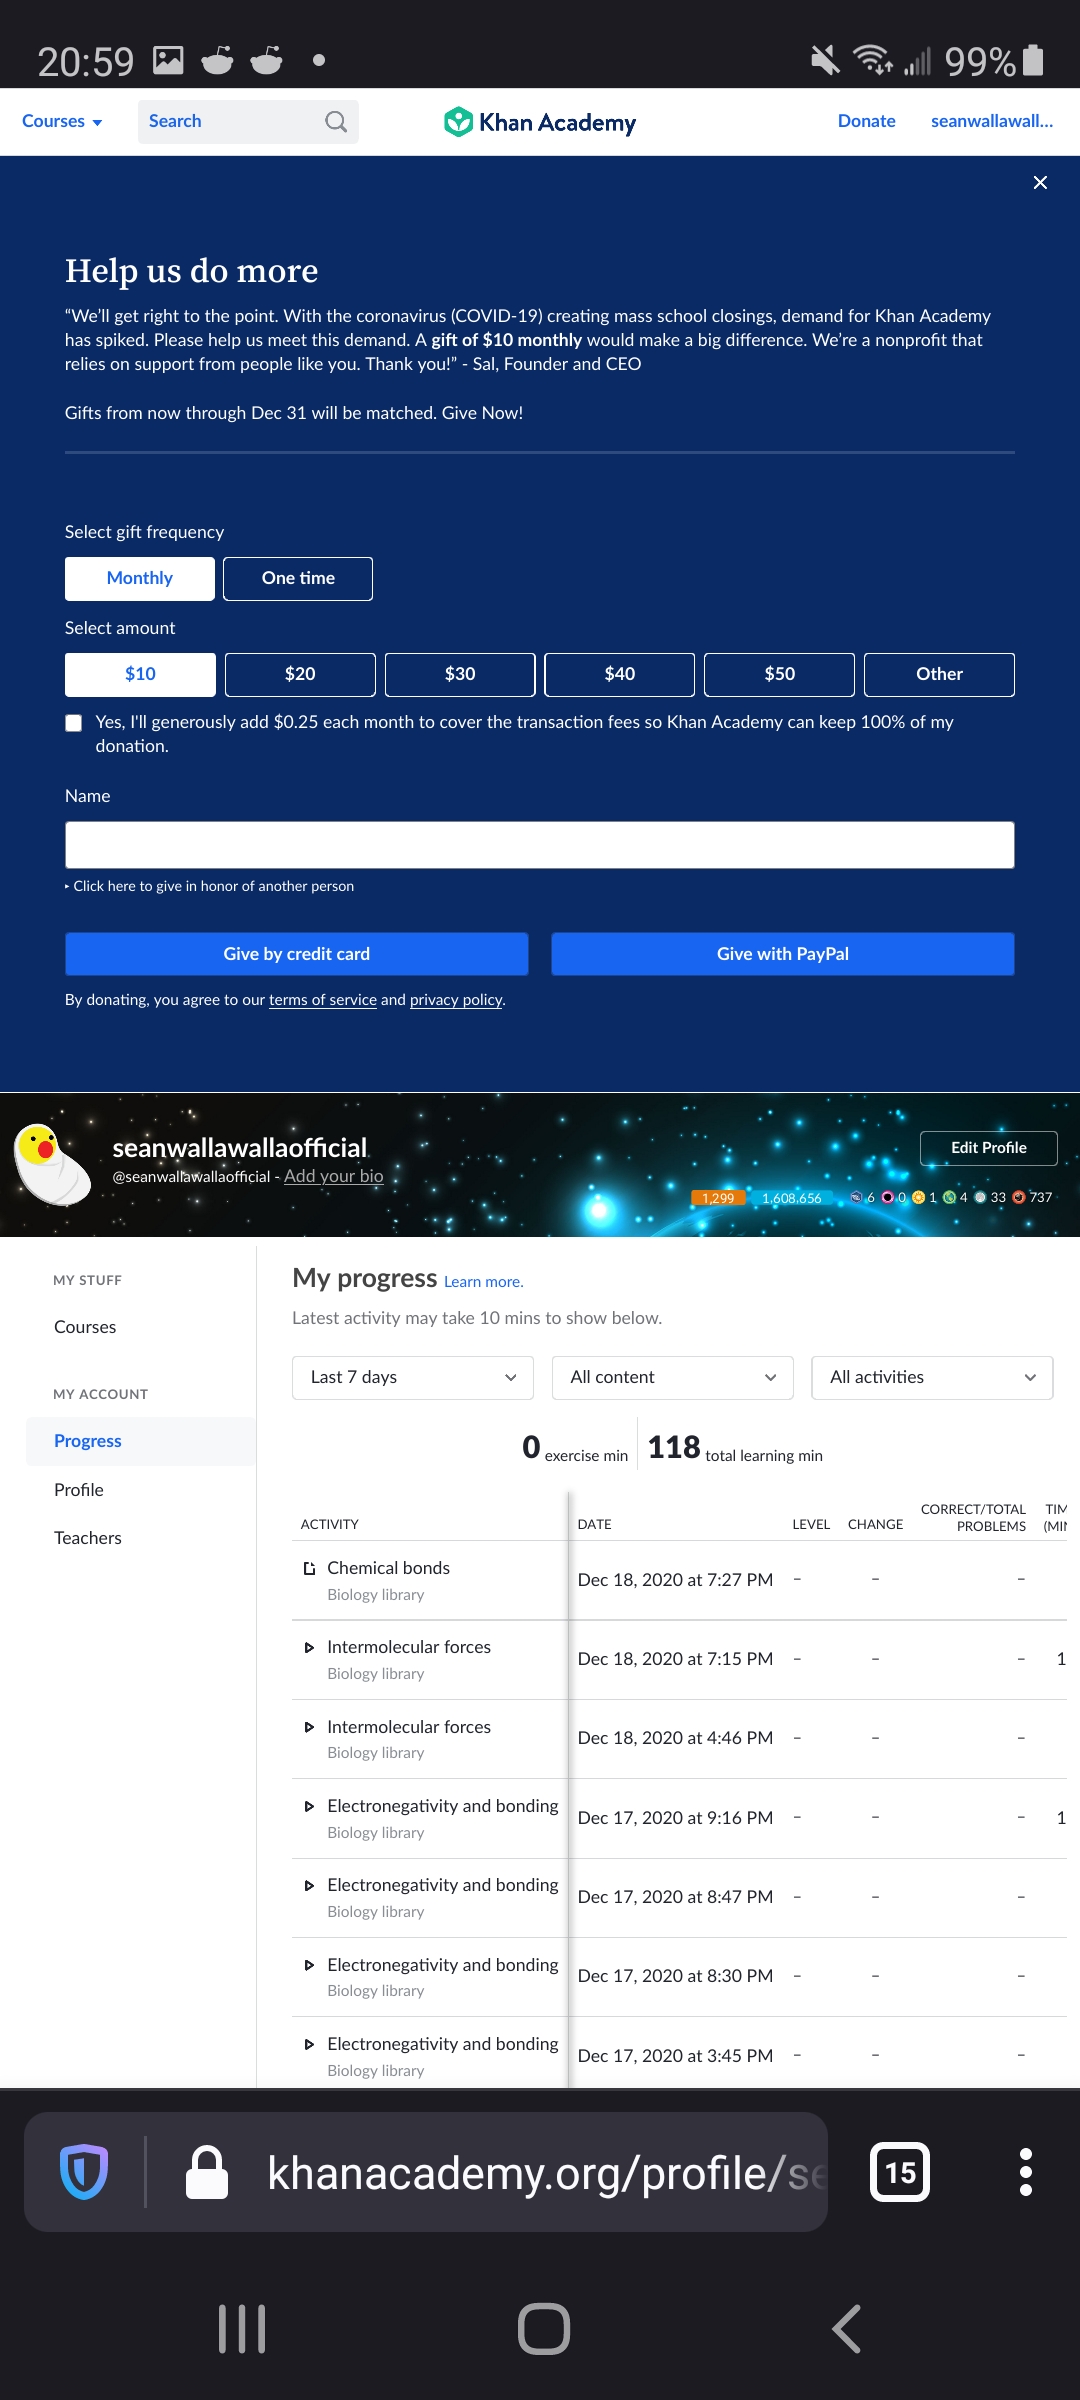 20:59
99%
Courses
Search
Khan Academy
Donate
seanwallawall...
Help us do more
“We’ll get right to the point. With the coronavirus (COVID-19) creating mass school closings, demand for Khan Academy
has spiked. Please help us meet this demand. A gift of $10 monthly would make a big difference. We’re a nonprofit that
relies on support from people like you. Thank you!” - Sal, Founder and CEO
Gifts from now through Dec 31 will be matched. Give Now!
Select gift frequency
Monthly
One time
Select amount
$10
$20
$30
$40
$50
Other
Yes, I'll generously add $0.25 each month to cover the transaction fees so Khan Academy can keep 100% of my
donation.
Name
Click here to give in honor of another person
Give by credit card
Give with PayPal
By donating, you agree to our terms of service and privacy policy.
seanwallawallaofficial
@seanwallawallaofficial - Add your bio
Edit Profile
1,299
1,608,656
6
0
1
4
33
737
MY STUFF
Courses
MY ACCOUNT
Progress
Profile
Teachers
My progress Learn more.
Latest activity may take 10 mins to show below.
Last 7 days
All content
All activities
0 exercise min
118 total learning min
ACTIVITY DATE LEVEL CHANGE CORRECT/TOTAL PROBLEMS TIM (MIN
Chemical bonds
Biology library
Dec 18, 2020 at 7:27 PM – – –
Intermolecular forces
Biology library
Dec 18, 2020 at 7:15 PM – – – 1
Intermolecular forces
Biology library
Dec 18, 2020 at 4:46 PM – – –
Electronegativity and bonding
Biology library
Dec 17, 2020 at 9:16 PM – – – 1
Electronegativity and bonding
Biology library
Dec 17, 2020 at 8:47 PM – – –
Electronegativity and bonding
Biology library
Dec 17, 2020 at 8:30 PM – – –
Electronegativity and bonding
Biology library
Dec 17, 2020 at 3:45 PM – – –
khanacademy.org/profile/se
15